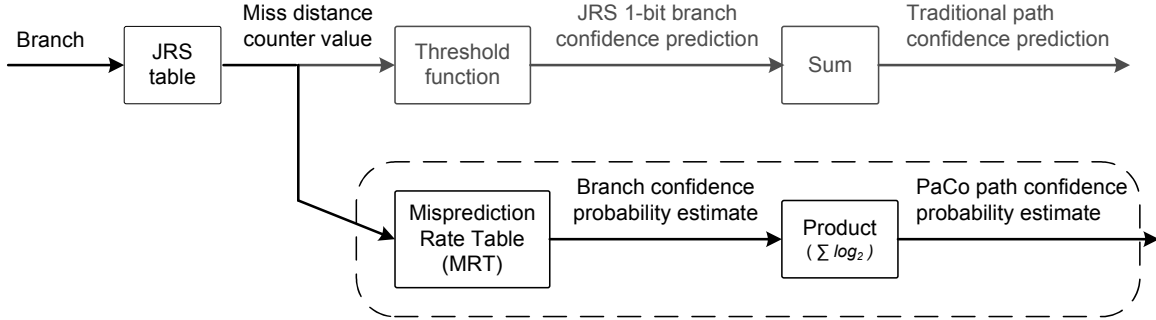 Branch
JRS
table
Miss distance
counter value
Threshold
function
JRS 1-bit branch
confidence prediction
Sum
Traditional path
confidence prediction
Misprediction
Rate Table
(MRT)
Branch confidence
probability estimate
Product
( ∑ log₂ )
PaCo path confidence
probability estimate